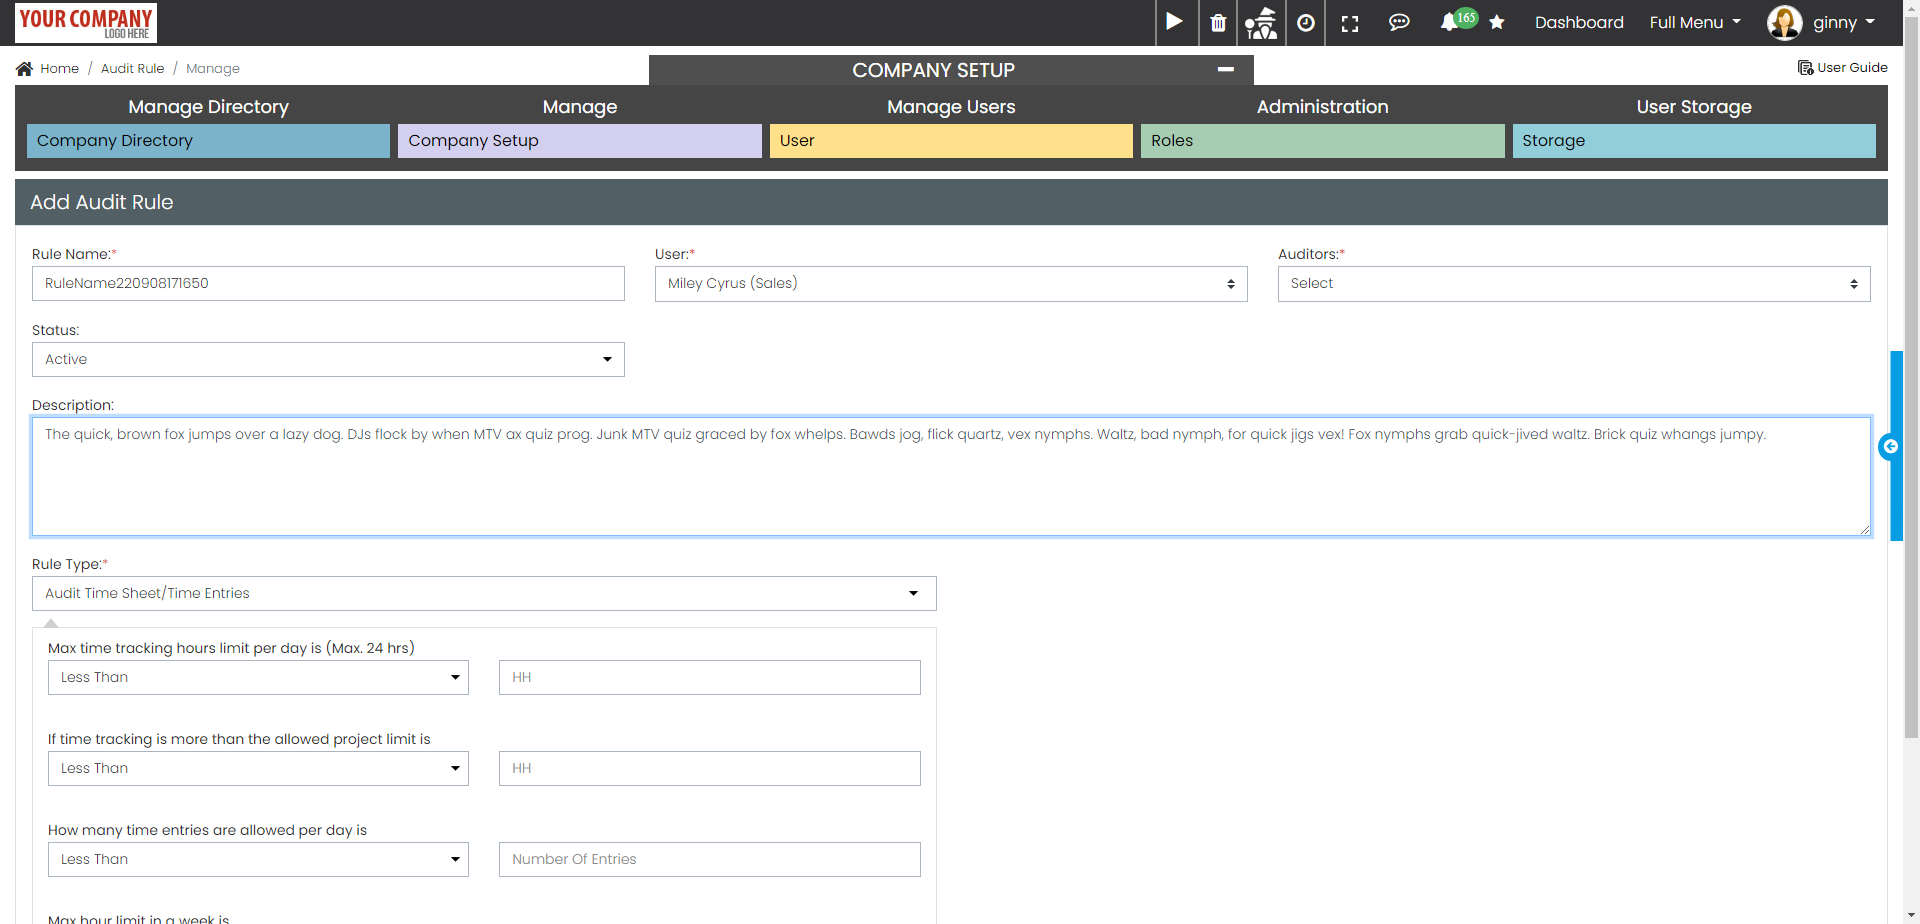 YOUR COMPANY
LOGO HERE
165
Dashboard
Full Menu
ginny
Home / Audit Rule / Manage
COMPANY SETUP
User Guide
Manage Directory
Manage
Manage Users
Administration
User Storage
Company Directory
Company Setup
User
Roles
Storage
Add Audit Rule
Rule Name:*
User:*
Auditors:*
RuleName220908171650
Miley Cyrus (Sales)
Select
Status:
Active
Description:
The quick, brown fox jumps over a lazy dog. DJs flock by when MTV ax quiz prog. Junk MTV quiz graced by fox whelps. Bawds jog, flick quartz, vex nymphs. Waltz, bad nymph, for quick jigs vex! Fox nymphs grab quick-jived waltz. Brick quiz whangs jumpy.
Rule Type:*
Audit Time Sheet/Time Entries
Max time tracking hours limit per day is (Max. 24 hrs)
Less Than
HH
If time tracking is more than the allowed project limit is
Less Than
HH
How many time entries are allowed per day is
Less Than
Number Of Entries
Max hour limit in a week is